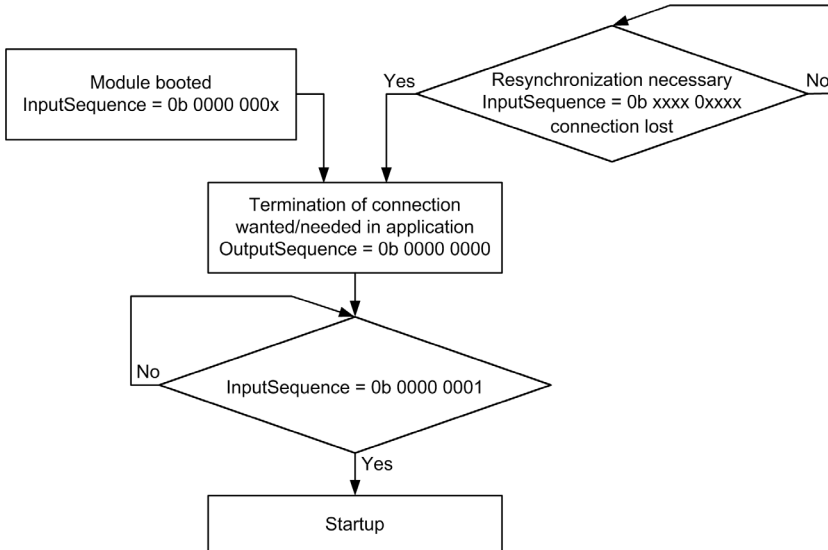 Module booted
InputSequence = 0b 0000 000x
Yes
Resynchronization necessary
InputSequence = 0b xxxx 0xxxx
connection lost
No
Termination of connection
wanted/needed in application
OutputSequence = 0b 0000 0000
No
InputSequence = 0b 0000 0001
Yes
Startup